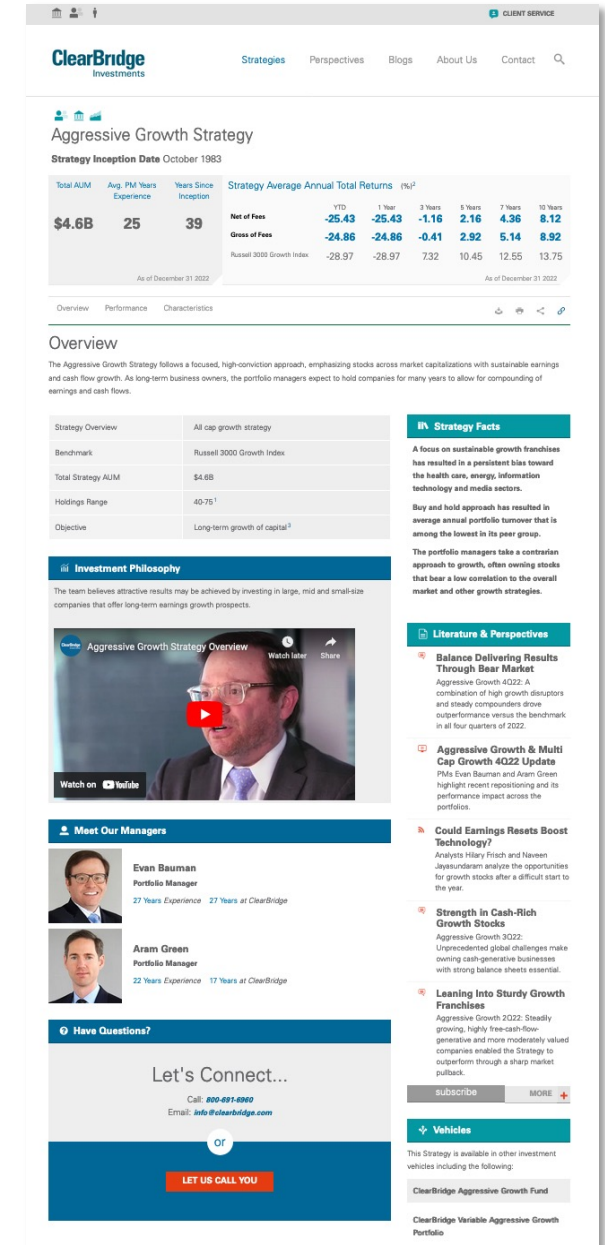 CLIENT SERVICE
ClearBridge
Investments
Strategies Perspectives Blogs About Us Contact
Aggressive Growth Strategy
Strategy Inception Date October 1983
Total AUM
$4.6B
Avg. PM Years
Experience
25
Years Since
Inception
39
As of December 31 2022
Strategy Average Annual Total Returns (%)2
YTD 1 Year 3 Years 5 Years 7 Years 10 Years
Net of Fees -25.43 -25.43 -1.16 2.16 4.36 8.12
Gross of Fees -24.86 -24.86 -0.41 2.92 5.14 8.92
Russell 3000 Growth Index -28.97 -28.97 7.32 10.45 12.55 13.75
As of December 31 2022
Overview Performance Characteristics
Overview
The Aggressive Growth Strategy follows a focused, high-conviction approach, emphasizing stocks across market capitalizations with sustainable earnings
and cash flow growth. As long-term business owners, the portfolio managers expect to hold companies for many years to allow for compounding of
earnings and cash flows.
Strategy Overview All cap growth strategy
Benchmark Russell 3000 Growth Index
Total Strategy AUM $4.6B
Holdings Range 40-75 1
Objective Long-term growth of capital 3
Investment Philosophy
The team believes attractive results may be achieved by investing in large, mid and small-size
companies that offer long-term earnings growth prospects.
ClearBridge
Aggressive Growth Strategy Overview
Watch later Share
Watch on YouTube
Meet Our Managers
Evan Bauman
Portfolio Manager
27 Years Experience 27 Years at ClearBridge
Aram Green
Portfolio Manager
22 Years Experience 17 Years at ClearBridge
Have Questions?
Let's Connect...
Call: 800-691-6960
Email: info@clearbridge.com
or
LET US CALL YOU
Strategy Facts
A focus on sustainable growth franchises
has resulted in a persistent bias toward
the health care, energy, information
technology and media sectors.
Buy and hold approach has resulted in
average annual portfolio turnover that is
among the lowest in its peer group.
The portfolio managers take a contrarian
approach to growth, often owning stocks
that bear a low correlation to the overall
market and other growth strategies.
Literature & Perspectives
Balance Delivering Results
Through Bear Market
Aggressive Growth 4Q22: A
combination of high growth disruptors
and steady compounders drove
outperformance versus the benchmark
in all four quarters of 2022.
Aggressive Growth & Multi
Cap Growth 4Q22 Update
PMs Evan Bauman and Aram Green
highlight recent repositioning and its
performance impact across the
portfolios.
Could Earnings Resets Boost
Technology?
Analysts Hilary Frisch and Naveen
Jayasundaram analyze the opportunities
for growth stocks after a difficult start to
the year.
Strength in Cash-Rich
Growth Stocks
Aggressive Growth 3Q22:
Unprecedented global challenges make
owning cash-generative businesses
with strong balance sheets essential.
Leaning Into Sturdy Growth
Franchises
Aggressive Growth 2Q22: Steadily
growing, highly free-cash-flow-
generative and more moderately valued
companies enabled the Strategy to
outperform through a sharp market
pullback.
subscribe MORE +
Vehicles
This Strategy is available in other investment
vehicles including the following:
ClearBridge Aggressive Growth Fund
ClearBridge Variable Aggressive Growth
Portfolio